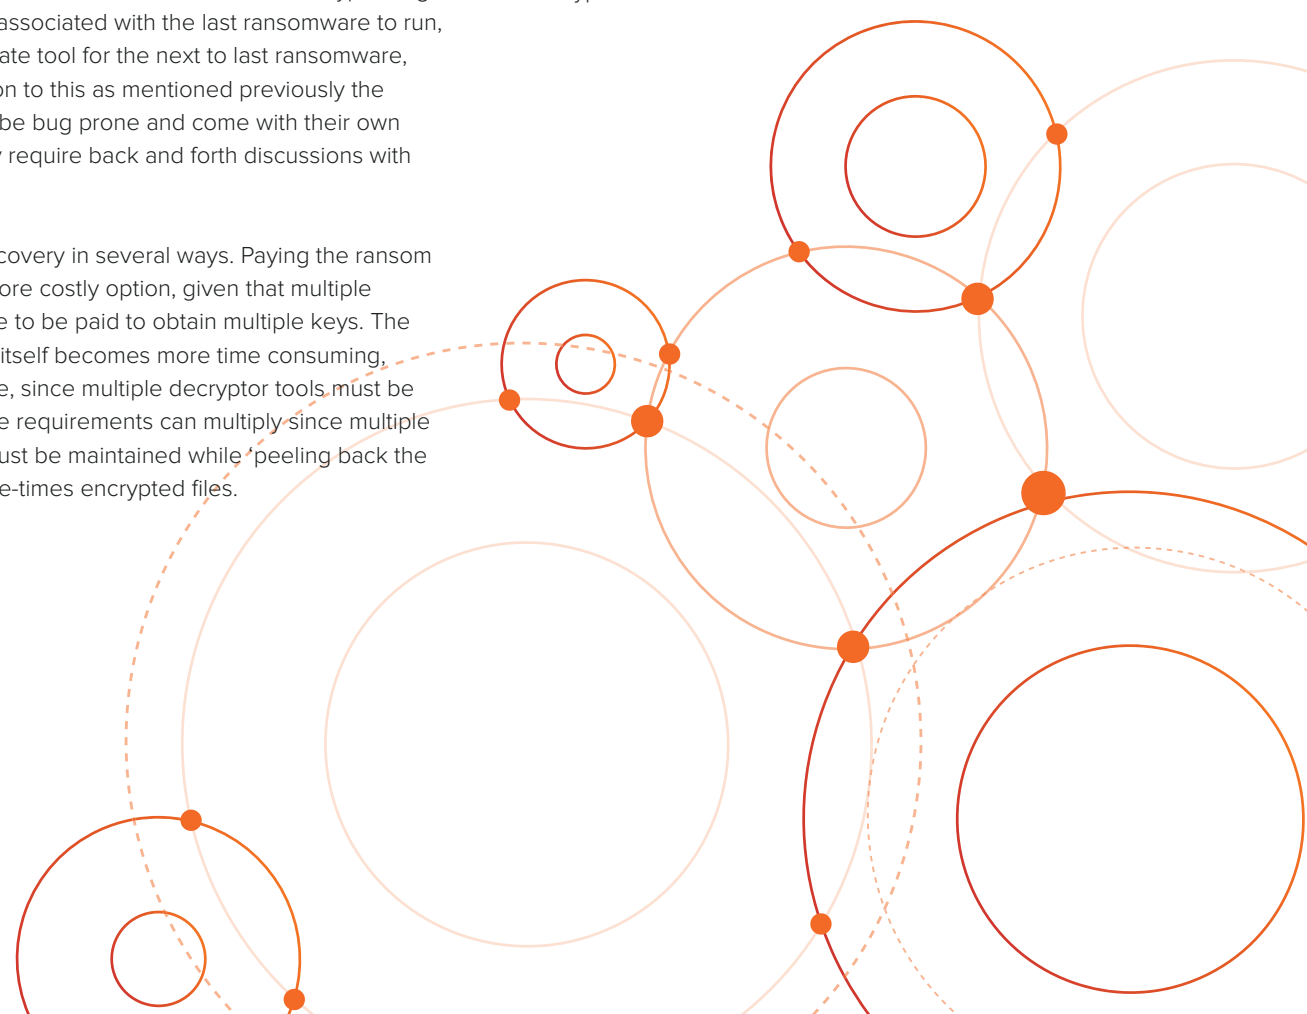 associated with the last ransomware to run,
ate tool for the next to last ransomware,
on to this as mentioned previously the
be bug prone and come with their own
require back and forth discussions with
covery in several ways. Paying the ransom
ore costly option, given that multiple
e to be paid to obtain multiple keys. The
itself becomes more time consuming,
e, since multiple decryptor tools must be
e requirements can multiply since multiple
ust be maintained while ‘peeling back the
e-times encrypted files.